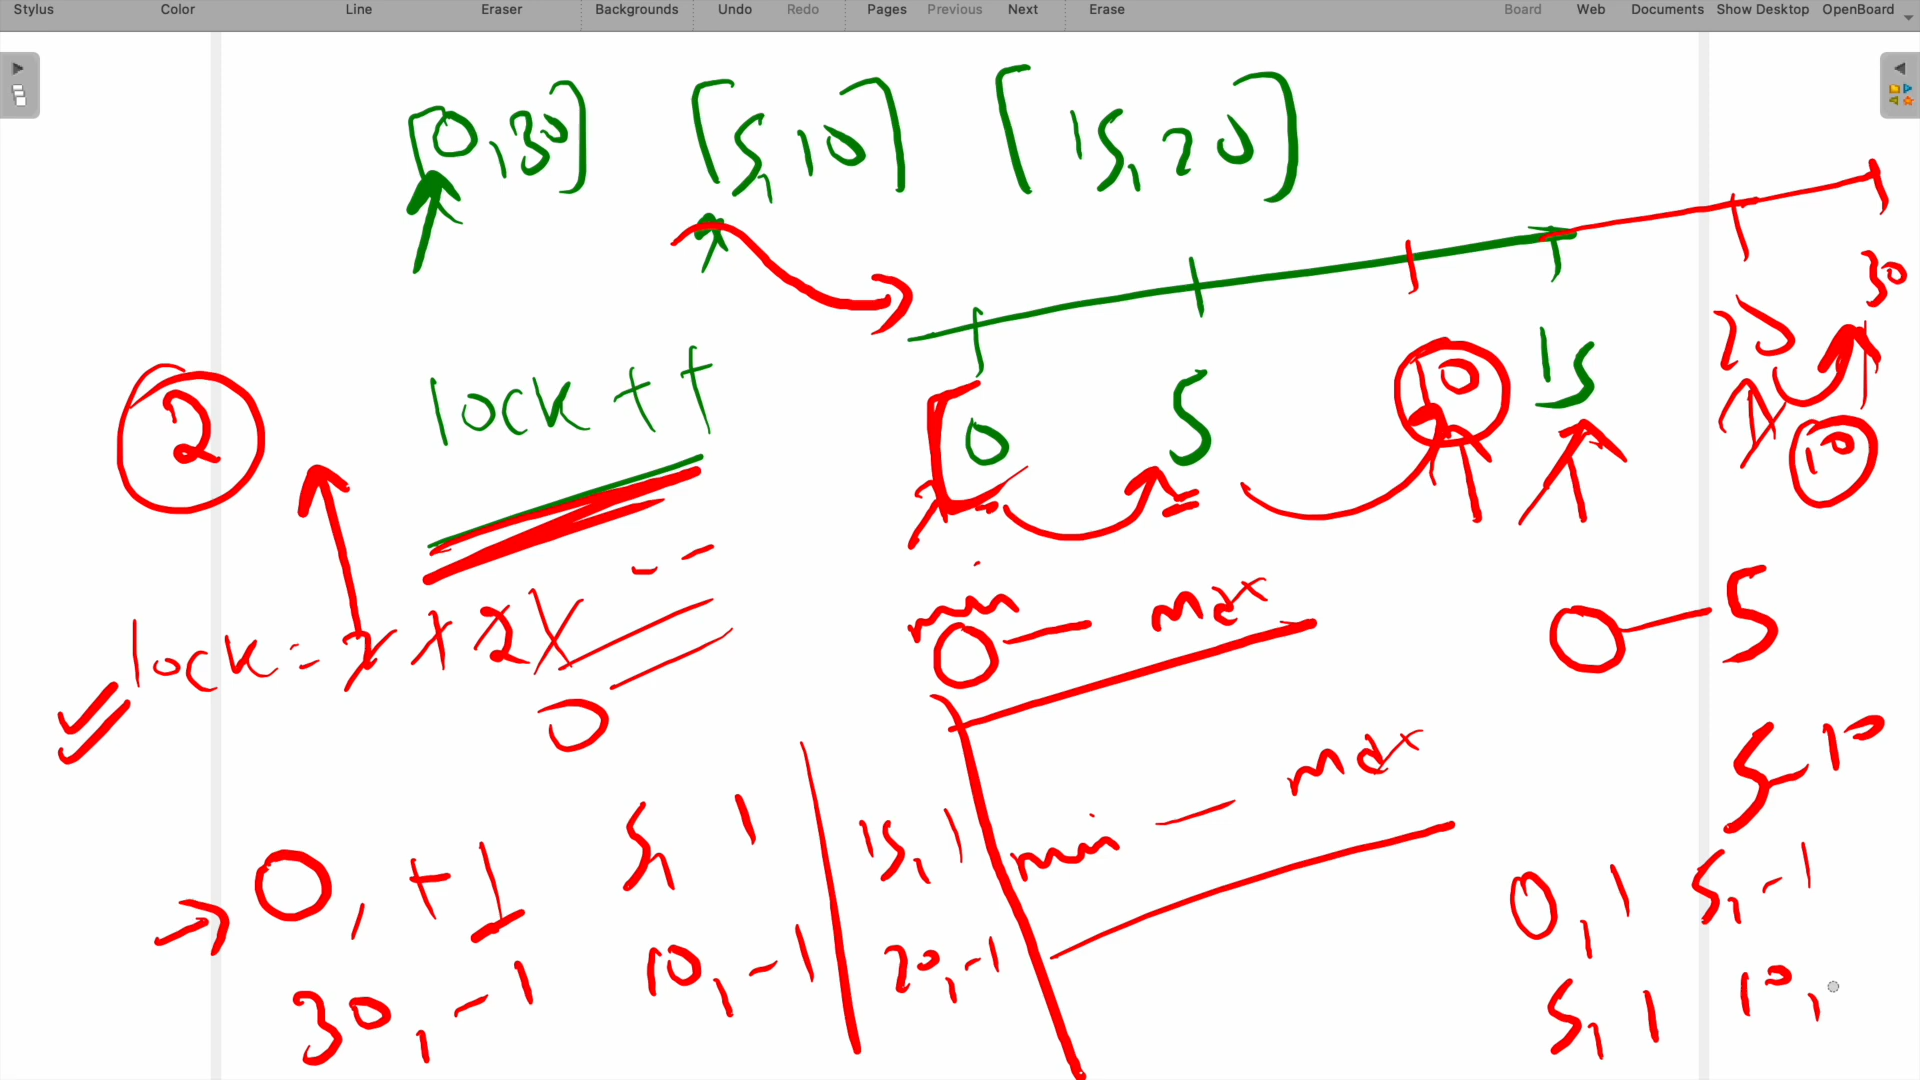 Stylus Color Line Eraser Backgrounds Undo Redo Pages Previous Next Erase Board Web Documents Show Desktop OpenBoard
[0,30] [5,10] [15,20]
30
lock ++
2
0 5 10 15 20
10
--
min max
0 - 5
lock =
2
0
5 10
min - max
0, +1 5, 1 15, 1
0, 1 5, -1
30, -1 10, -1 20, -1
5, 1 10,